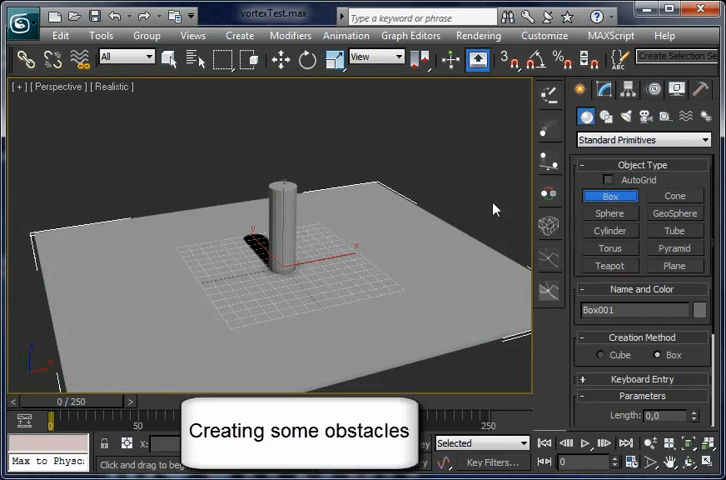 vortexTest.max
Type a keyword or phrase
Edit Tools Group Views Create Modifiers Animation Graph Editors Rendering Customize MAXScript Help
All View 3 % Create Selection Se
[ + ] [ Perspective ] [ Realistic ]
Standard Primitives
- Object Type
AutoGrid
Box Cone
Sphere GeoSphere
Cylinder Tube
Torus Pyramid
Teapot Plane
- Name and Color
Box001
- Creation Method
Cube Box
+ Keyboard Entry
- Parameters
Length: 0,0
y
x
z
x
< 0 / 250 >
0 50 250
Creating some obstacles
X:
Selected
Max to Physc
Click and drag to beg
Key Filters...
0